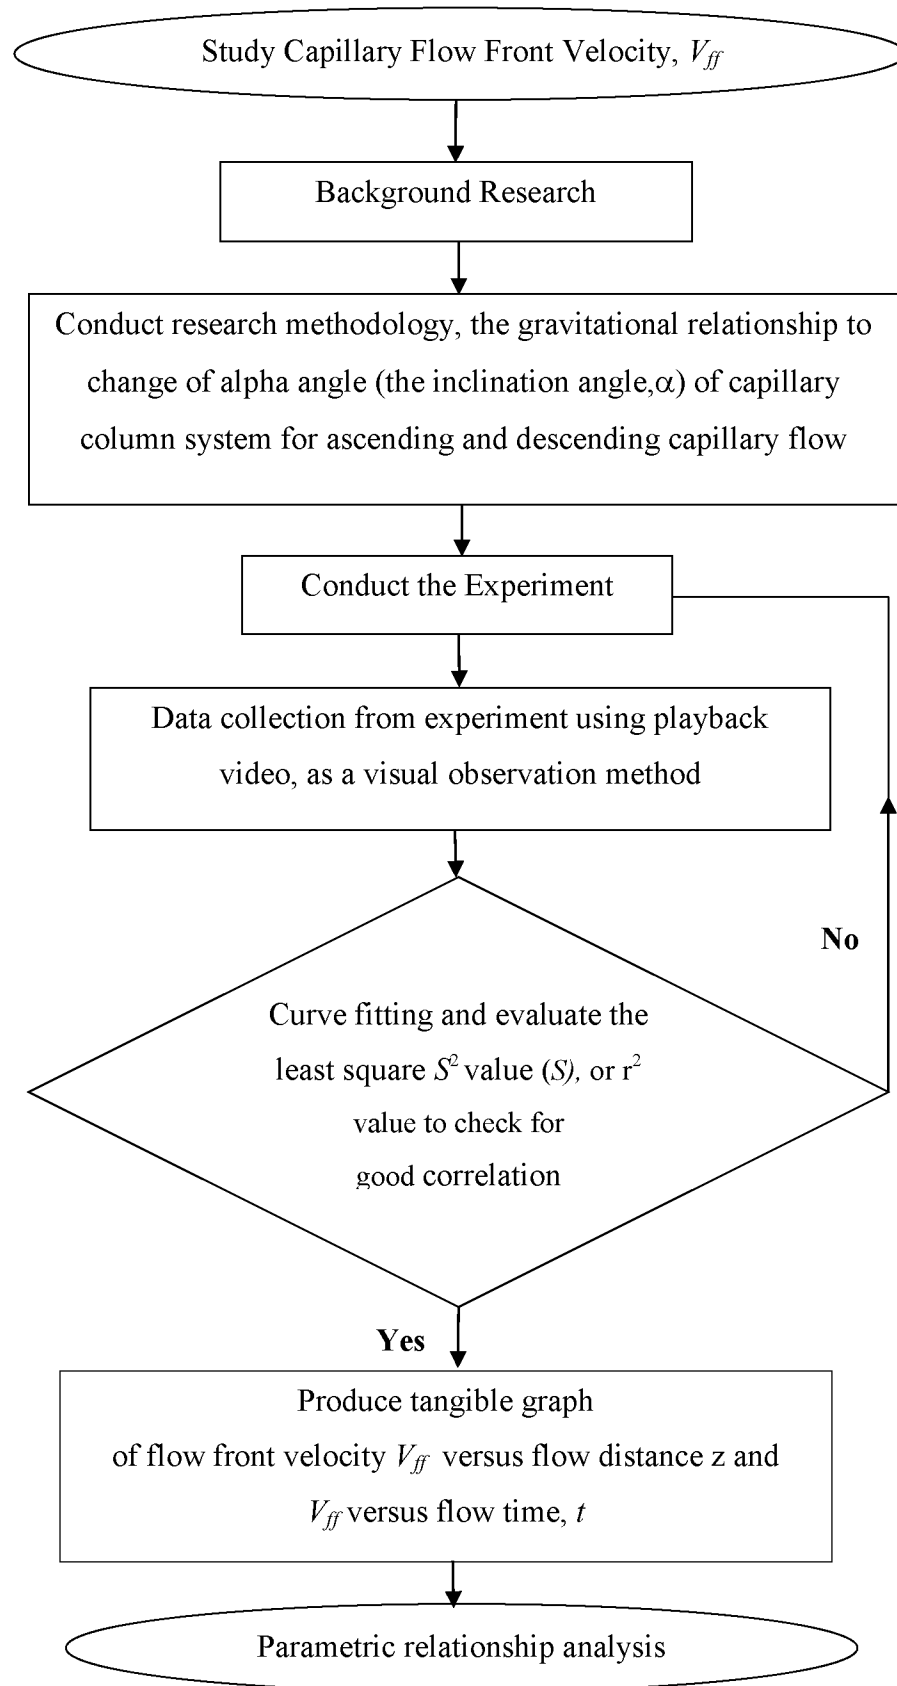 Study Capillary Flow Front Velocity, V_ff
Background Research
Conduct research methodology, the gravitational relationship to
change of alpha angle (the inclination angle,α) of capillary
column system for ascending and descending capillary flow
Conduct the Experiment
Data collection from experiment using playback
video, as a visual observation method
No
Curve fitting and evaluate the
least square S² value (S), or r²
value to check for
good correlation
Yes
Produce tangible graph
of flow front velocity V_ff versus flow distance z and
V_ff versus flow time, t
Parametric relationship analysis